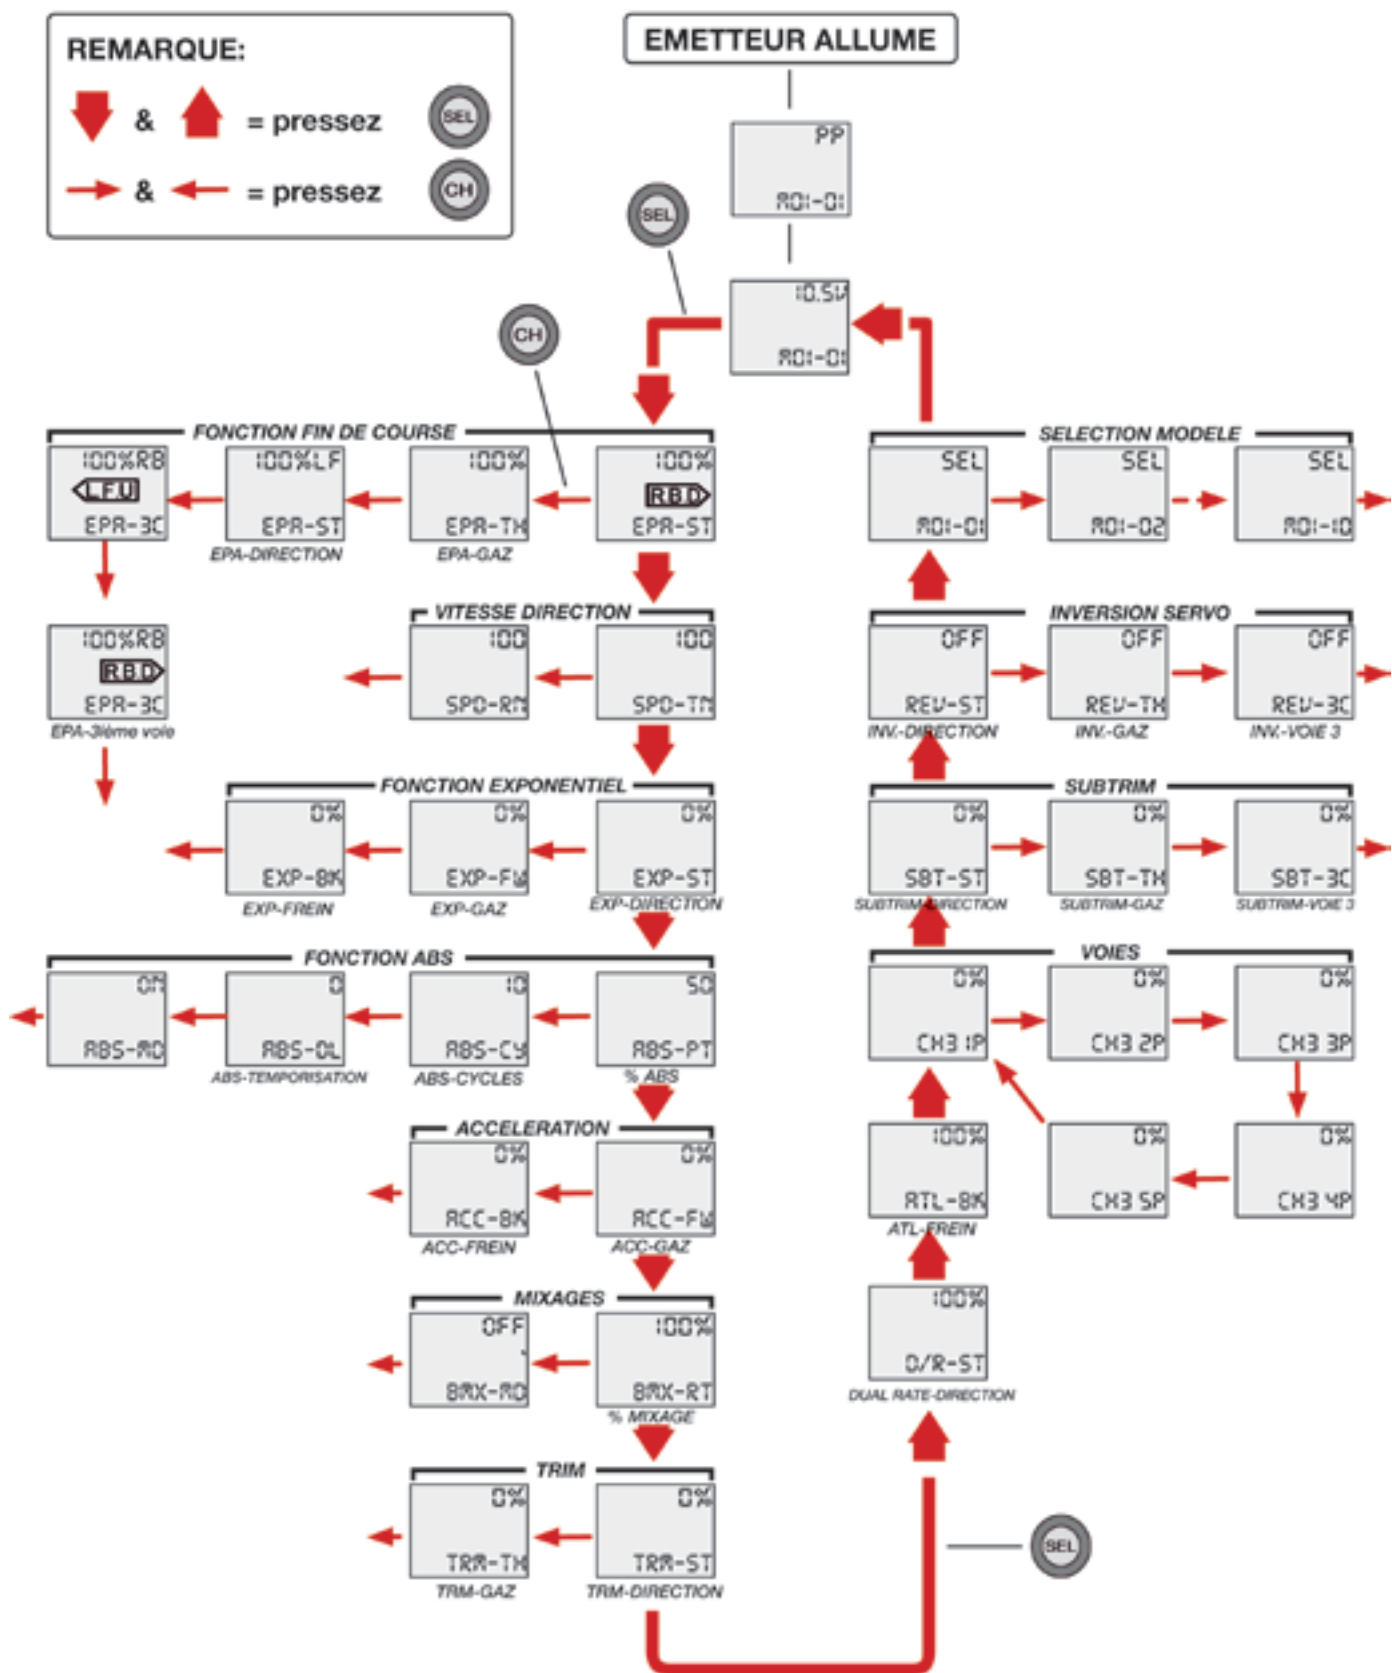 REMARQUE:
& = pressez SEL
& = pressez CH
EMETTEUR ALLUME
PP
M01-01
SEL
10.5V
M01-01
CH
FONCTION FIN DE COURSE
100%RB
L.F.U
EPA-3C
100%LF
EPA-ST
EPA-DIRECTION
100%
EPA-TH
EPA-GAZ
100%
R.B.D
EPA-ST
100%RB
R.B.D
EPA-3C
EPA-3ième voie
VITESSE DIRECTION
100
SPD-RN
100
SPD-TN
FONCTION EXPONENTIEL
0%
EXP-BK
EXP-FREIN
0%
EXP-FW
EXP-GAZ
0%
EXP-ST
EXP-DIRECTION
FONCTION ABS
ON
ABS-MD
0
ABS-DL
ABS-TEMPORISATION
10
ABS-CY
ABS-CYCLES
50
ABS-PT
% ABS
ACCELERATION
0%
ACC-BK
ACC-FREIN
0%
ACC-FW
ACC-GAZ
MIXAGES
OFF
BMX-MD
100%
BMX-RT
% MIXAGE
TRIM
0%
TRM-TH
TRM-GAZ
0%
TRM-ST
TRM-DIRECTION
SELECTION MODELE
SEL
M01-01
SEL
M01-02
SEL
M01-10
INVERSION SERVO
OFF
REV-ST
INV.-DIRECTION
OFF
REV-TH
INV.-GAZ
OFF
REV-3C
INV.-VOIE 3
SUBTRIM
0%
SBT-ST
SUBTRIM-DIRECTION
0%
SBT-TH
SUBTRIM-GAZ
0%
SBT-3C
SUBTRIM-VOIE 3
VOIES
0%
CH3 1P
0%
CH3 2P
0%
CH3 3P
100%
ATL-BK
ATL-FREIN
0%
CH3 5P
0%
CH3 4P
100%
D/R-ST
DUAL RATE-DIRECTION
SEL